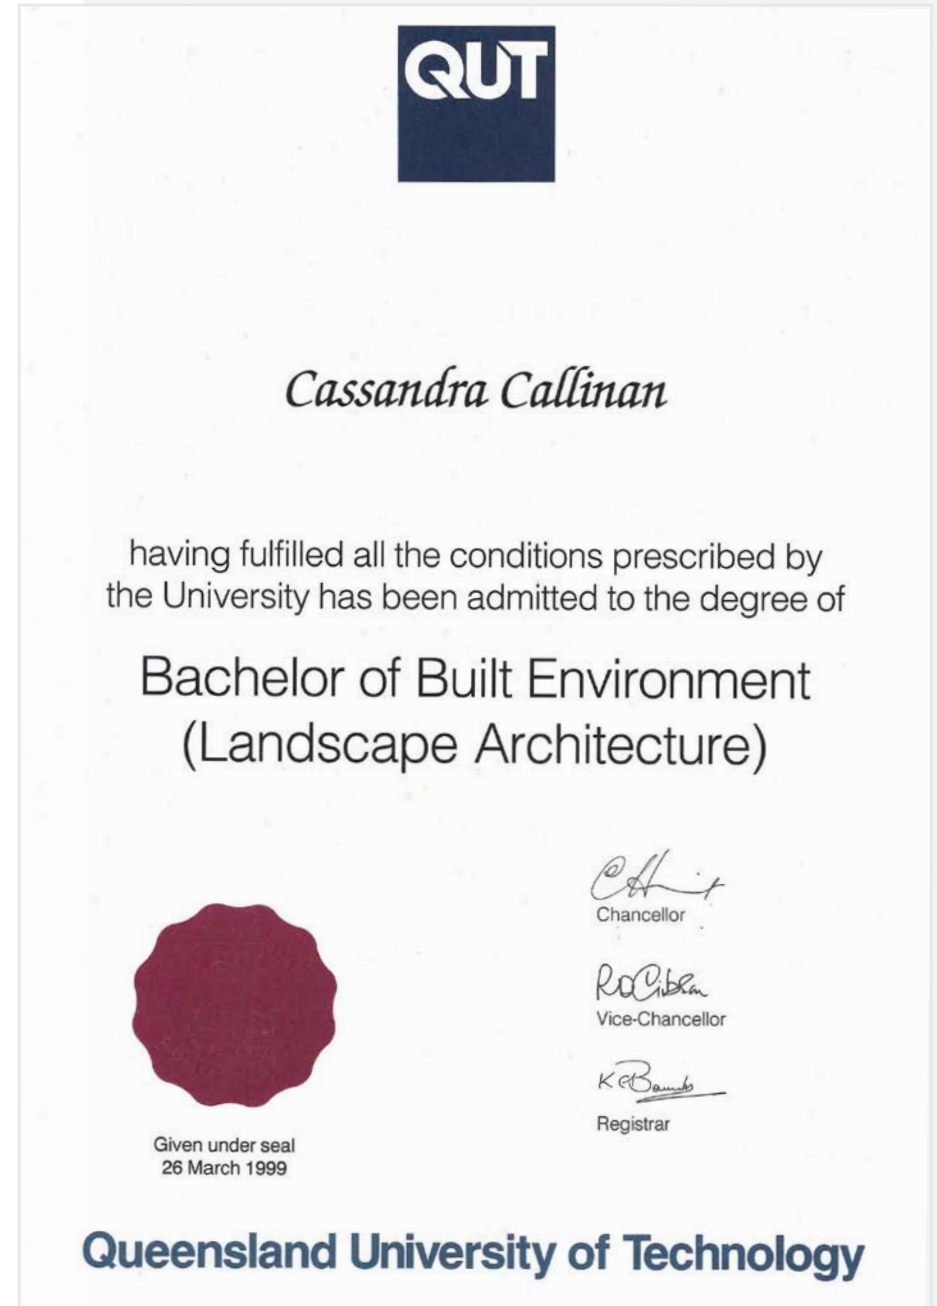 QUT
Cassandra Callinan
having fulfilled all the conditions prescribed by
the University has been admitted to the degree of
Bachelor of Built Environment
(Landscape Architecture)
Chancellor
Vice-Chancellor
Registrar
Given under seal
26 March 1999
Queensland University of Technology